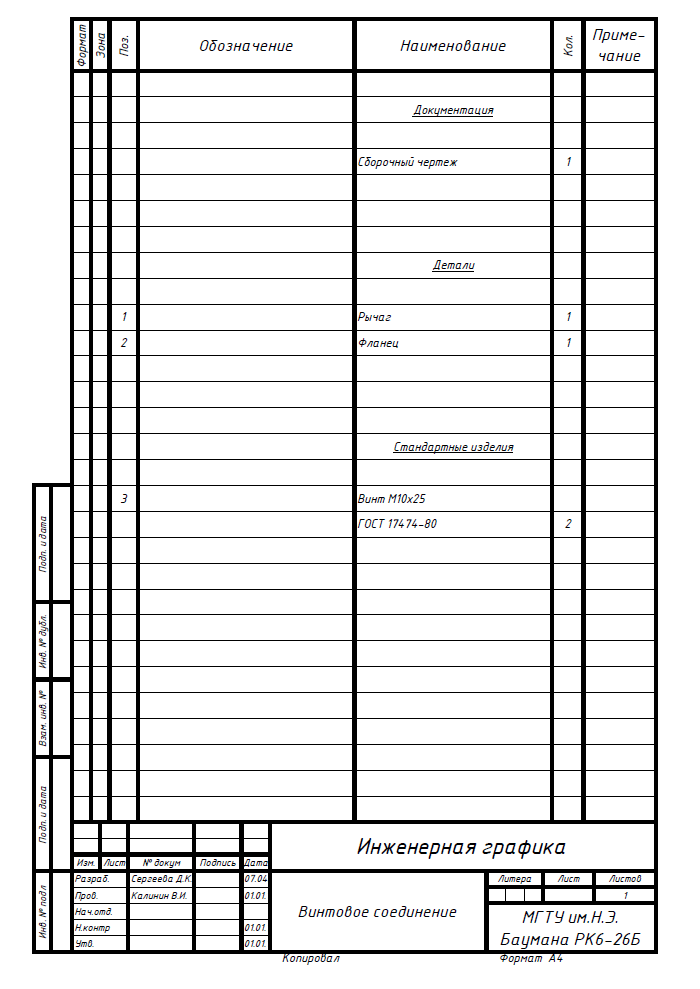 Формат Зона Поз. Обозначение Наименование Кол. Приме-
чание
Документация
Сборочный чертеж 1
Детали
1 Рычаг 1
2 Фланец 1
Стандартные изделия
3 Винт М10х25
ГОСТ 17474-80 2
Подп. и дата
Инв. № дубл.
Взам. инв. №
Подп. и дата
Инв. № подл
Инженерная графика
Изм. Лист № докум Подпись Дата
Разраб. Сергеева Д.К. 07.04
Пров. Калинин В.И. 01.01.
Нач.отд.
Н.контр 01.01.
Утв. 01.01.
Винтовое соединение
Литера Лист Листов
1
МГТУ им.Н.Э.
Баумана РК6-26Б
Копировал Формат А4